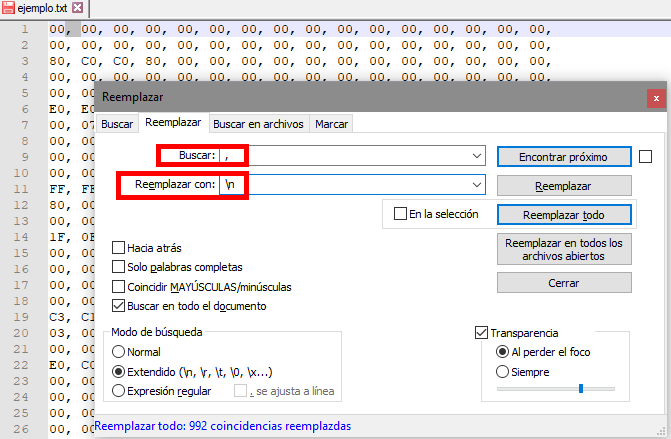 ejemplo.txt
1 00, 00, 00, 00, 00, 00, 00, 00, 00, 00, 00, 00, 00, 00, 00, 00,
2 00, 00, 00, 00, 00, 00, 00, 00, 00, 00, 00, 00, 00, 00, 00, 00,
3 80, C0, C0, 80, 00, 00, 00, 00, 00, 00, 00, 00, 00, 00, 00, 00,
4 00, 00, 00, 00, 00, 00, 00, 00, 00, 00, 00, 00, 00, 00, 00, 00,
5 00, 00
6 E0, E0
7 00, 07
8 00, 00
9 00, 00
10 00, 00
11 FF, FE
12 80, 00
13 00, 00
14 1F, 0F
15 00, 00
16 00, 00
17 00, 00
18 00, 00
19 C3, C1
20 03, 00
21 00, 00
22 E0, C0
23 00, 00
24 00, 00
25 00, 00
26 00, 00
Reemplazar
x
Buscar Reemplazar Buscar en archivos Marcar
Buscar: , Encontrar próximo
Reemplazar con: \n Reemplazar
En la selección Reemplazar todo
Reemplazar en todos los
archivos abiertos
Cerrar
Hacia atrás
Solo palabras completas
Coincidir MAYÚSCULAS/minúsculas
Buscar en todo el documento
Modo de búsqueda
Normal
Extendido (\n, \r, \t, \0, \x...)
Expresión regular . se ajusta a línea
Transparencia
Al perder el foco
Siempre
Reemplazar todo: 992 coincidencias reemplazdas